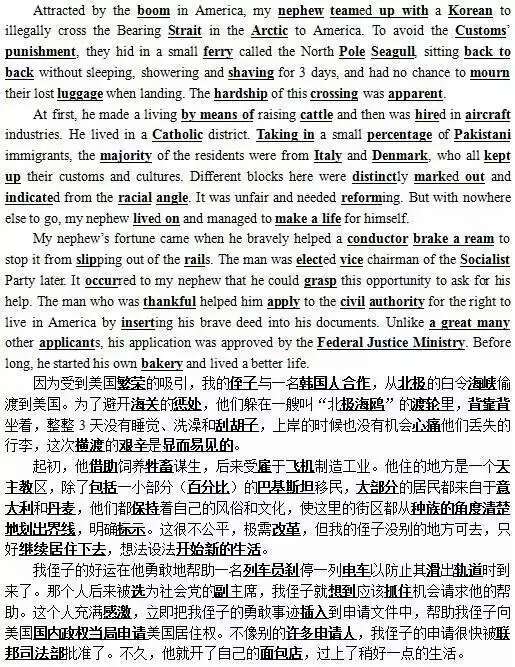 Attracted by the boom in America, my nephew teamed up with a Korean to
illegally cross the Bearing Strait in the Arctic to America. To avoid the Customs’
punishment, they hid in a small ferry called the North Pole Seagull, sitting back to
back without sleeping, showering and shaving for 3 days, and had no chance to mourn
their lost luggage when landing. The hardship of this crossing was apparent.
At first, he made a living by means of raising cattle and then was hired in aircraft
industries. He lived in a Catholic district. Taking in a small percentage of Pakistani
immigrants, the majority of the residents were from Italy and Denmark, who all kept
up their customs and cultures. Different blocks here were distinctly marked out and
indicated from the racial angle. It was unfair and needed reforming. But with nowhere
else to go, my nephew lived on and managed to make a life for himself.
My nephew’s fortune came when he bravely helped a conductor brake a ream to
stop it from slipping out of the rails. The man was elected vice chairman of the Socialist
Party later. It occurred to my nephew that he could grasp this opportunity to ask for his
help. The man who was thankful helped him apply to the civil authority for the right to
live in America by inserting his brave deed into his documents. Unlike a great many
other applicants, his application was approved by the Federal Justice Ministry. Before
long, he started his own bakery and lived a better life.
因为受到美国繁荣的吸引，我的侄子与一名韩国人合作，从北极的白令海峡偷
渡到美国。为了避开海关的惩处，他们躲在一艘叫“北极海鸥”的渡轮里，背靠背
坐着，整整 3 天没有睡觉、洗澡和刮胡子，上岸的时候也没有机会心痛他们丢失的
行李，这次横渡的艰辛是显而易见的。
起初，他借助饲养牲畜谋生，后来受雇于飞机制造工业。他住的地方是一个天
主教区，除了包括一小部分（百分比）的巴基斯坦移民，大部分的居民都来自于意
大利和丹麦，他们都保持着自己的风俗和文化，使这里的街区都从种族的角度清楚
地划出界线，明确标示。这很不公平，极需改革，但我的侄子没别的地方可去，只
好继续居住下去，想法设法开始新的生活。
我侄子的好运在他勇敢地帮助一名列车员刹停一列电车以防止其滑出轨道时到
来了。那个人后来被选为社会党的副主席，我侄子就想到应该抓住机会请求他的帮
助。这个人充满感激，立即把我侄子的勇敢事迹插入到申请文件中，帮助我侄子向
美国国内政权当局申请美国居住权。不像别的许多申请人，我侄子的申请很快被联
邦司法部批准了。不久，他就开了自己的面包店，过上了稍好一点的生活。